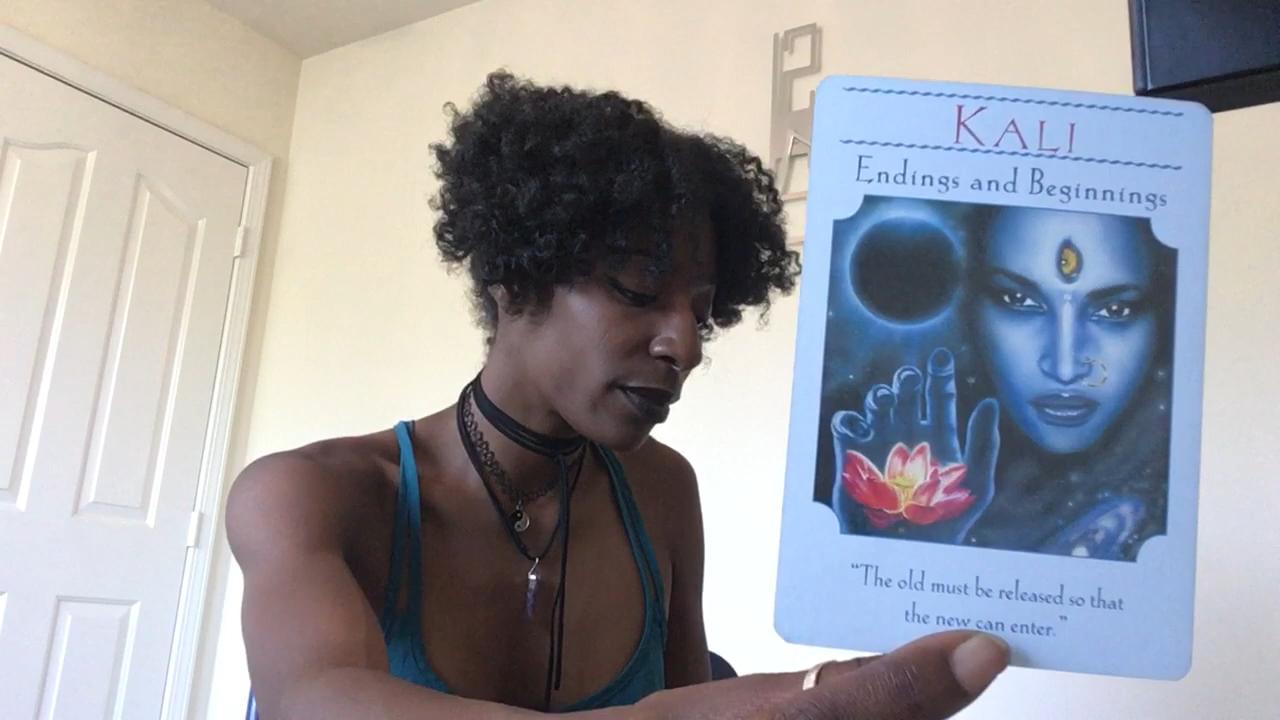 KALI
Endings and Beginnings
"The old must be released so that
the new can enter."